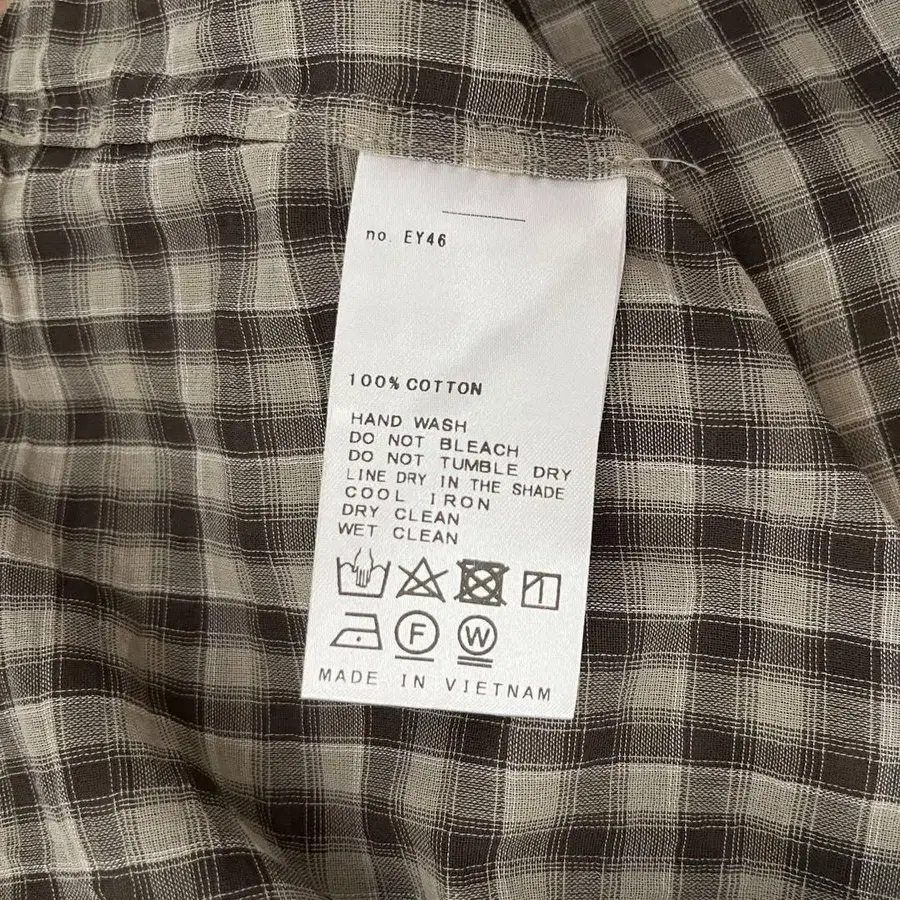 no. EY46
100% COTTON
HAND WASH
DO NOT BLEACH
DO NOT TUMBLE DRY
LINE DRY IN THE SHADE
COOL IRON
DRY CLEAN
WET CLEAN
F W
MADE IN VIETNAM